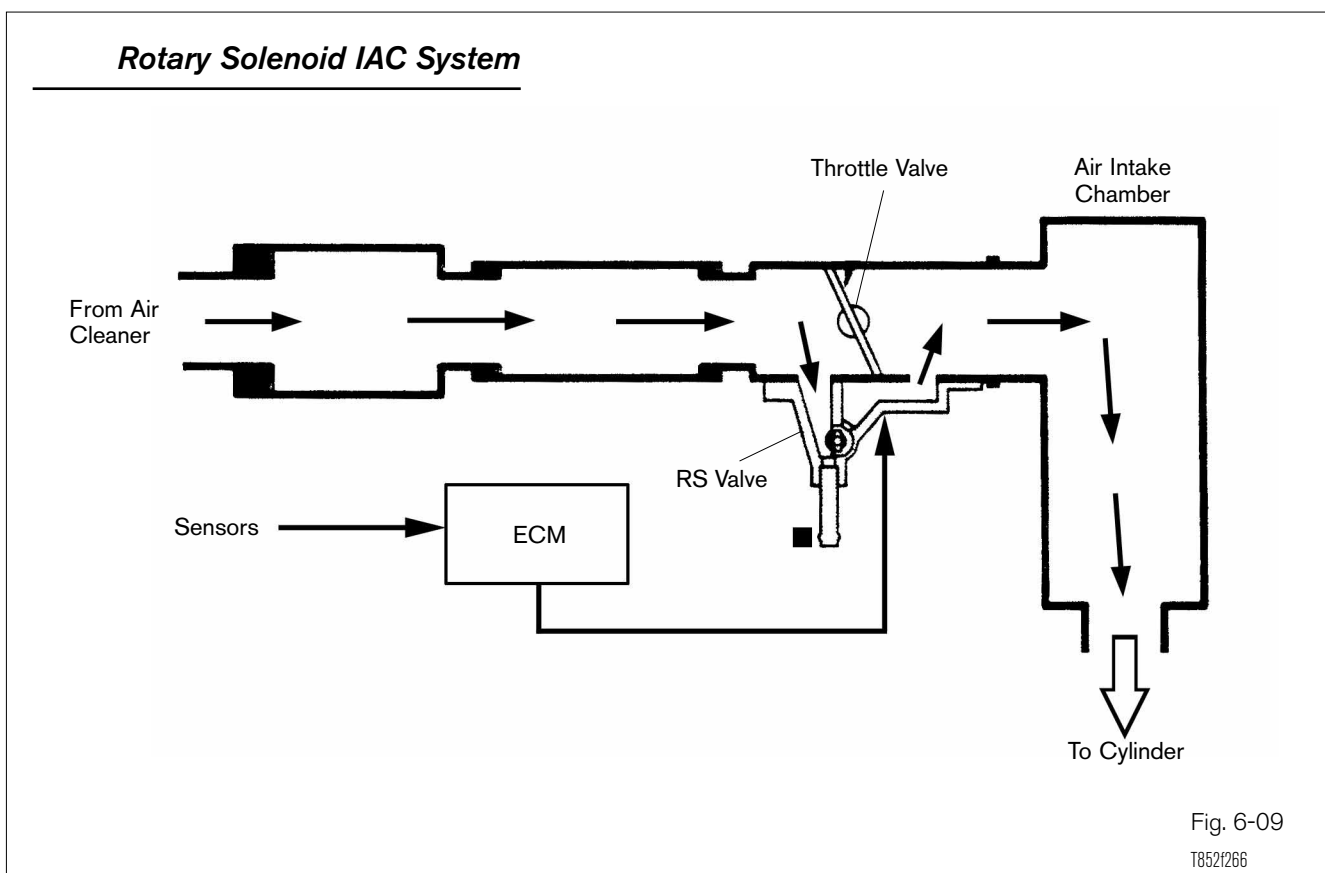 Rotary Solenoid IAC System
Throttle Valve
Air Intake
Chamber
From Air
Cleaner
RS Valve
Sensors
ECM
To Cylinder
Fig. 6-09
T852f266